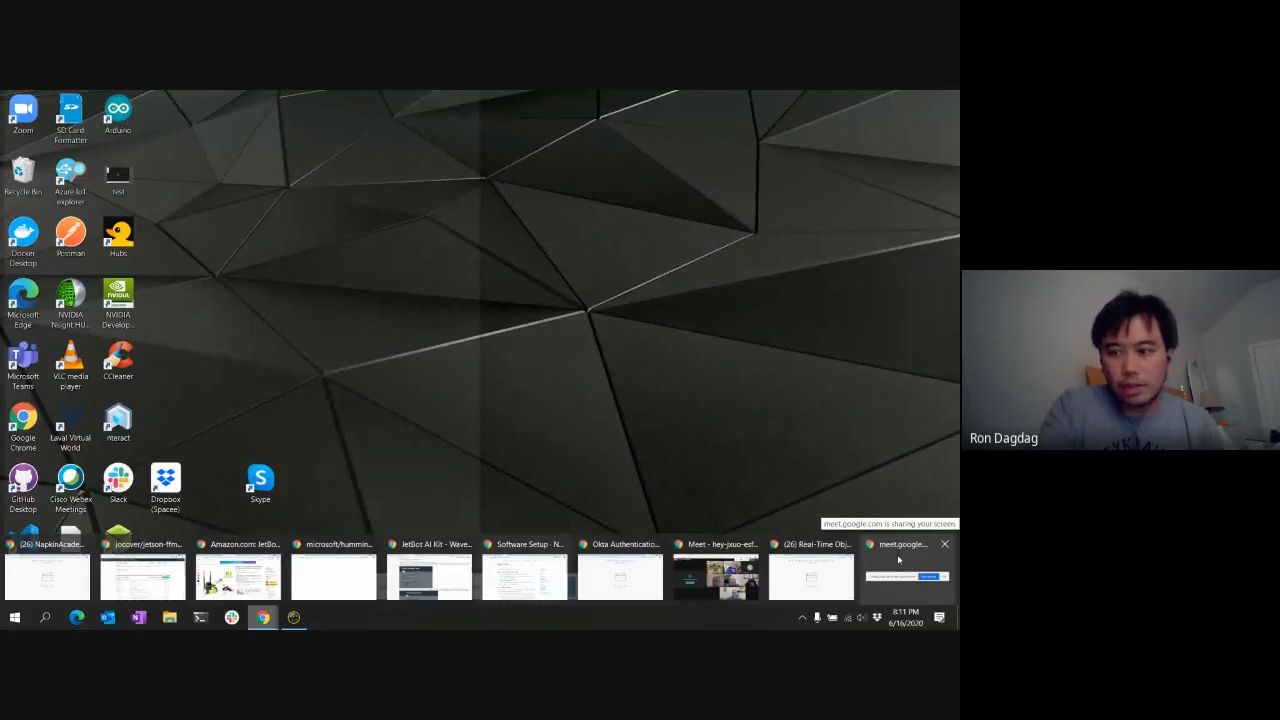 Zoom
SD Card
Formatter
Arduino
Recycle Bin
Azure IoT
explorer
test
Docker
Desktop
Postman
Hubs
Microsoft
Edge
NVIDIA
Nsight HU...
NVIDIA
Develop...
Microsoft
Teams
VLC media
player
CCleaner
Google
Chrome
Laval Virtual
World
nteract
GitHub
Desktop
Cisco Webex
Meetings
Slack
Dropbox
(Spacee)
Skype
Ron Dagdag
meet.google.com is sharing your screen.
(26) NapkinAcade...
jocover/jetson-ffm...
Amazon.com: JetBo...
microsoft/hummin...
JetBot AI Kit - Wave...
Software Setup - N...
Okta Authenticatio...
Meet - hey-jxuo-esf...
(26) Real-Time Obj...
meet.google...
8:11 PM
6/16/2020